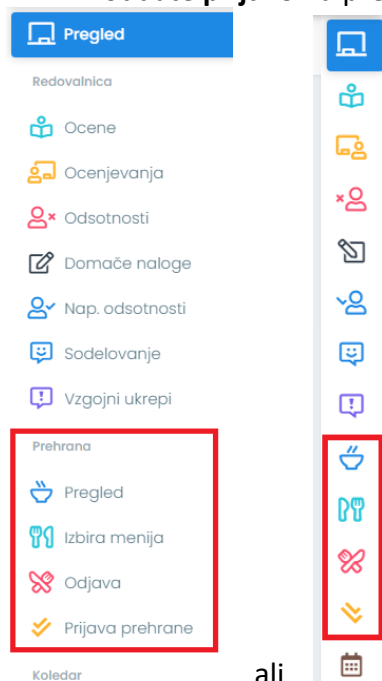 Pregled
Redovalnica
Ocene
Ocenjevanja
Odsotnosti
Domače naloge
Nap. odsotnosti
Sodelovanje
Vzgojni ukrepi
Prehrana
Pregled
Izbira menija
Odjava
Prijava prehrane
Koledar
ali